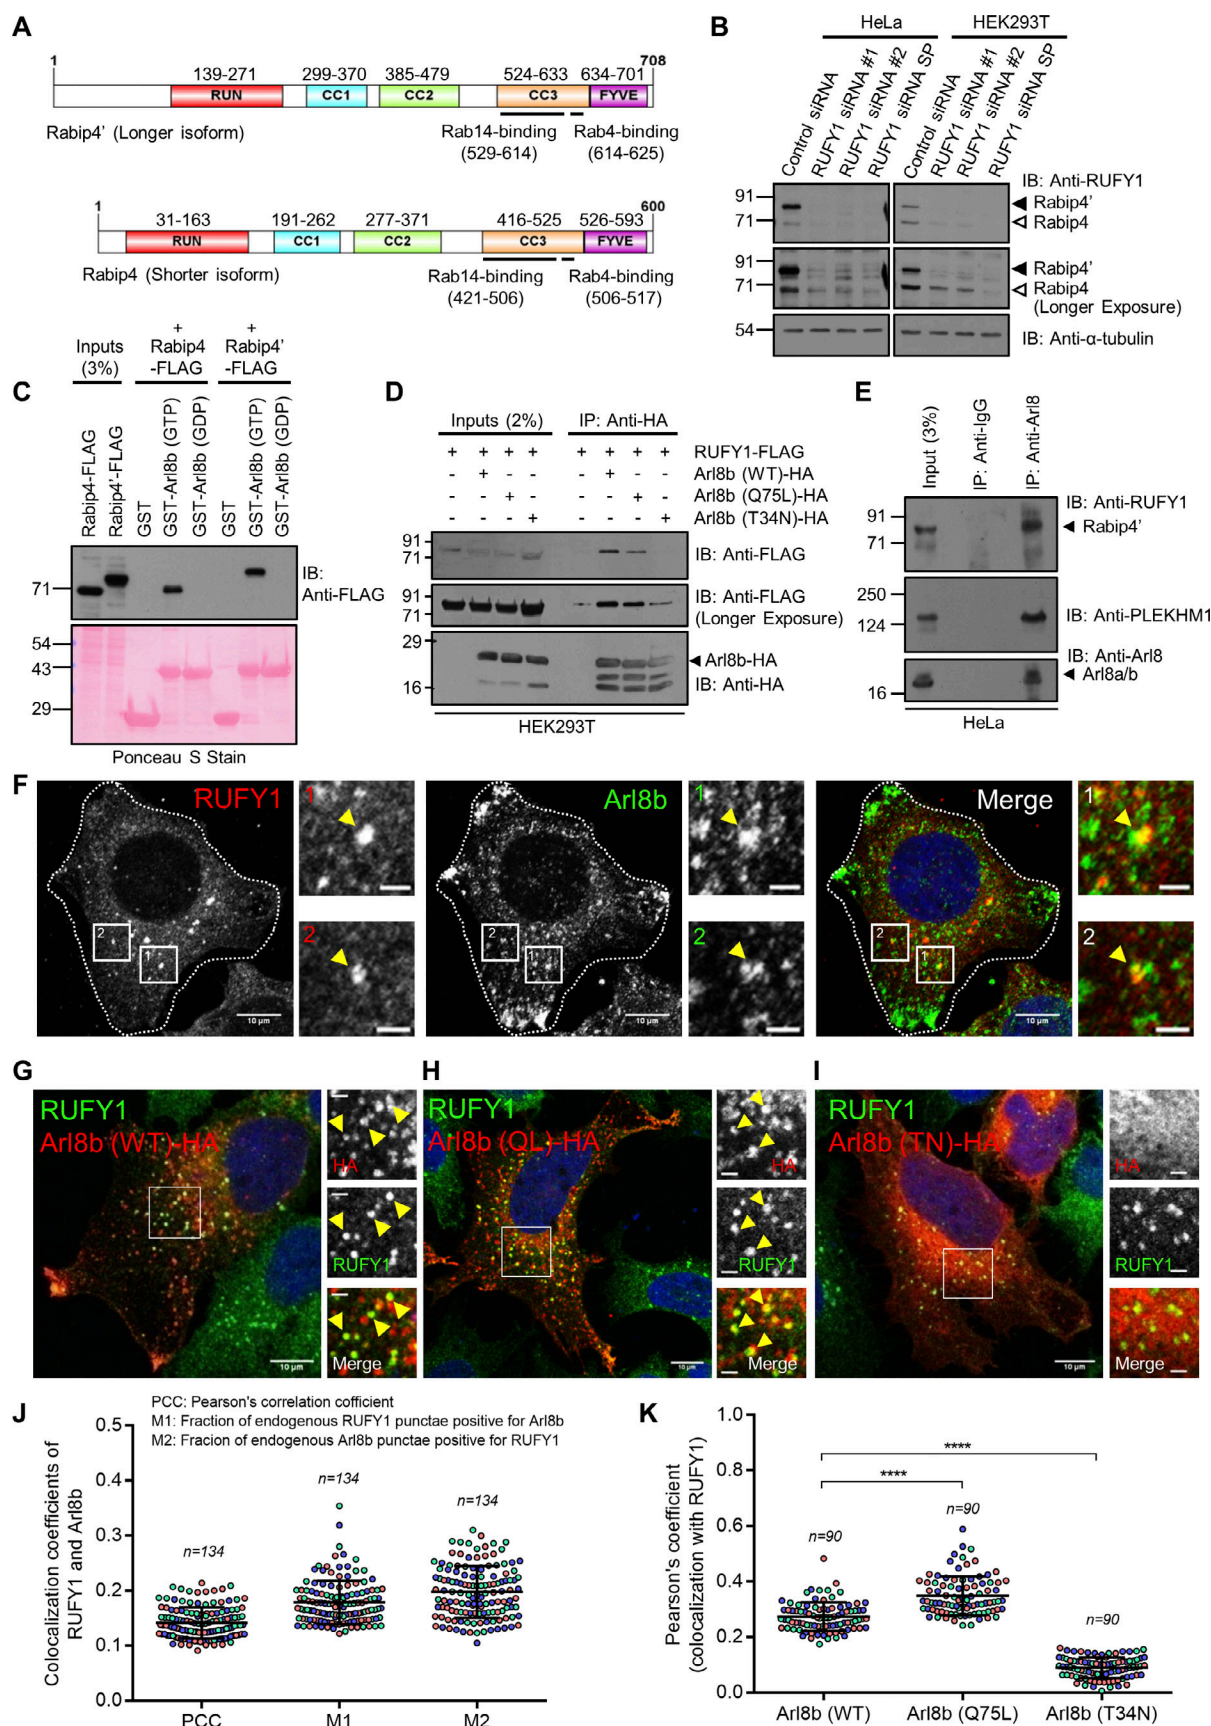 A
1
708
139-271
299-370
385-479
524-633
634-701
RUN
CC1
CC2
CC3
FYVE
Rabip4' (Longer isoform)
Rab14-binding
(529-614)
Rab4-binding
(614-625)
1
600
31-163
191-262
277-371
416-525
526-593
RUN
CC1
CC2
CC3
FYVE
Rabip4 (Shorter isoform)
Rab14-binding
(421-506)
Rab4-binding
(506-517)
B
HeLa
HEK293T
Control siRNA
RUFY1 siRNA #1
RUFY1 siRNA #2
RUFY1 siRNA SP
Control siRNA
RUFY1 siRNA #1
RUFY1 siRNA #2
RUFY1 siRNA SP
IB: Anti-RUFY1
91
71
Rabip4'
Rabip4
91
71
Rabip4'
Rabip4
(Longer Exposure)
54
IB: Anti-α-tubulin
C
Inputs
(3%)
+
Rabip4
-FLAG
+
Rabip4'
-FLAG
Rabip4-FLAG
Rabip4'-FLAG
GST
GST-Arl8b (GTP)
GST-Arl8b (GDP)
GST
GST-Arl8b (GTP)
GST-Arl8b (GDP)
71
IB:
Anti-FLAG
54
43
29
Ponceau S Stain
D
Inputs (2%)
IP: Anti-HA
+ + + + + + + + RUFY1-FLAG
- + - - - + - - Arl8b (WT)-HA
- - + - - - + - Arl8b (Q75L)-HA
- - - + - - - + Arl8b (T34N)-HA
91
71
IB: Anti-FLAG
91
71
IB: Anti-FLAG
(Longer Exposure)
29
16
Arl8b-HA
IB: Anti-HA
HEK293T
E
Input (3%)
IP: Anti-IgG
IP: Anti-Arl8
IB: Anti-RUFY1
91
71
Rabip4'
250
124
IB: Anti-PLEKHM1
IB: Anti-Arl8
Arl8a/b
16
HeLa
F
RUFY1
2
1
10 µm
1
2
Arl8b
2
1
10 µm
1
2
Merge
2
1
10 µm
1
2
G
RUFY1
Arl8b (WT)-HA
10 µm
HA
RUFY1
Merge
H
RUFY1
Arl8b (QL)-HA
10 µm
HA
RUFY1
Merge
I
RUFY1
Arl8b (TN)-HA
10 µm
HA
RUFY1
Merge
J
PCC: Pearson's correlation cofficient
M1: Fraction of endogenous RUFY1 punctae positive for Arl8b
M2: Fracion of endogenous Arl8b punctae positive for RUFY1
Colocalization coefficients of
RUFY1 and Arl8b
0.5
0.4
0.3
0.2
0.1
0.0
n=134
n=134
n=134
PCC
M1
M2
K
Pearson's coefficient
(colocalization with RUFY1)
1.0
0.8
0.6
0.4
0.2
0.0
****
****
n=90
n=90
n=90
Arl8b (WT)
Arl8b (Q75L)
Arl8b (T34N)